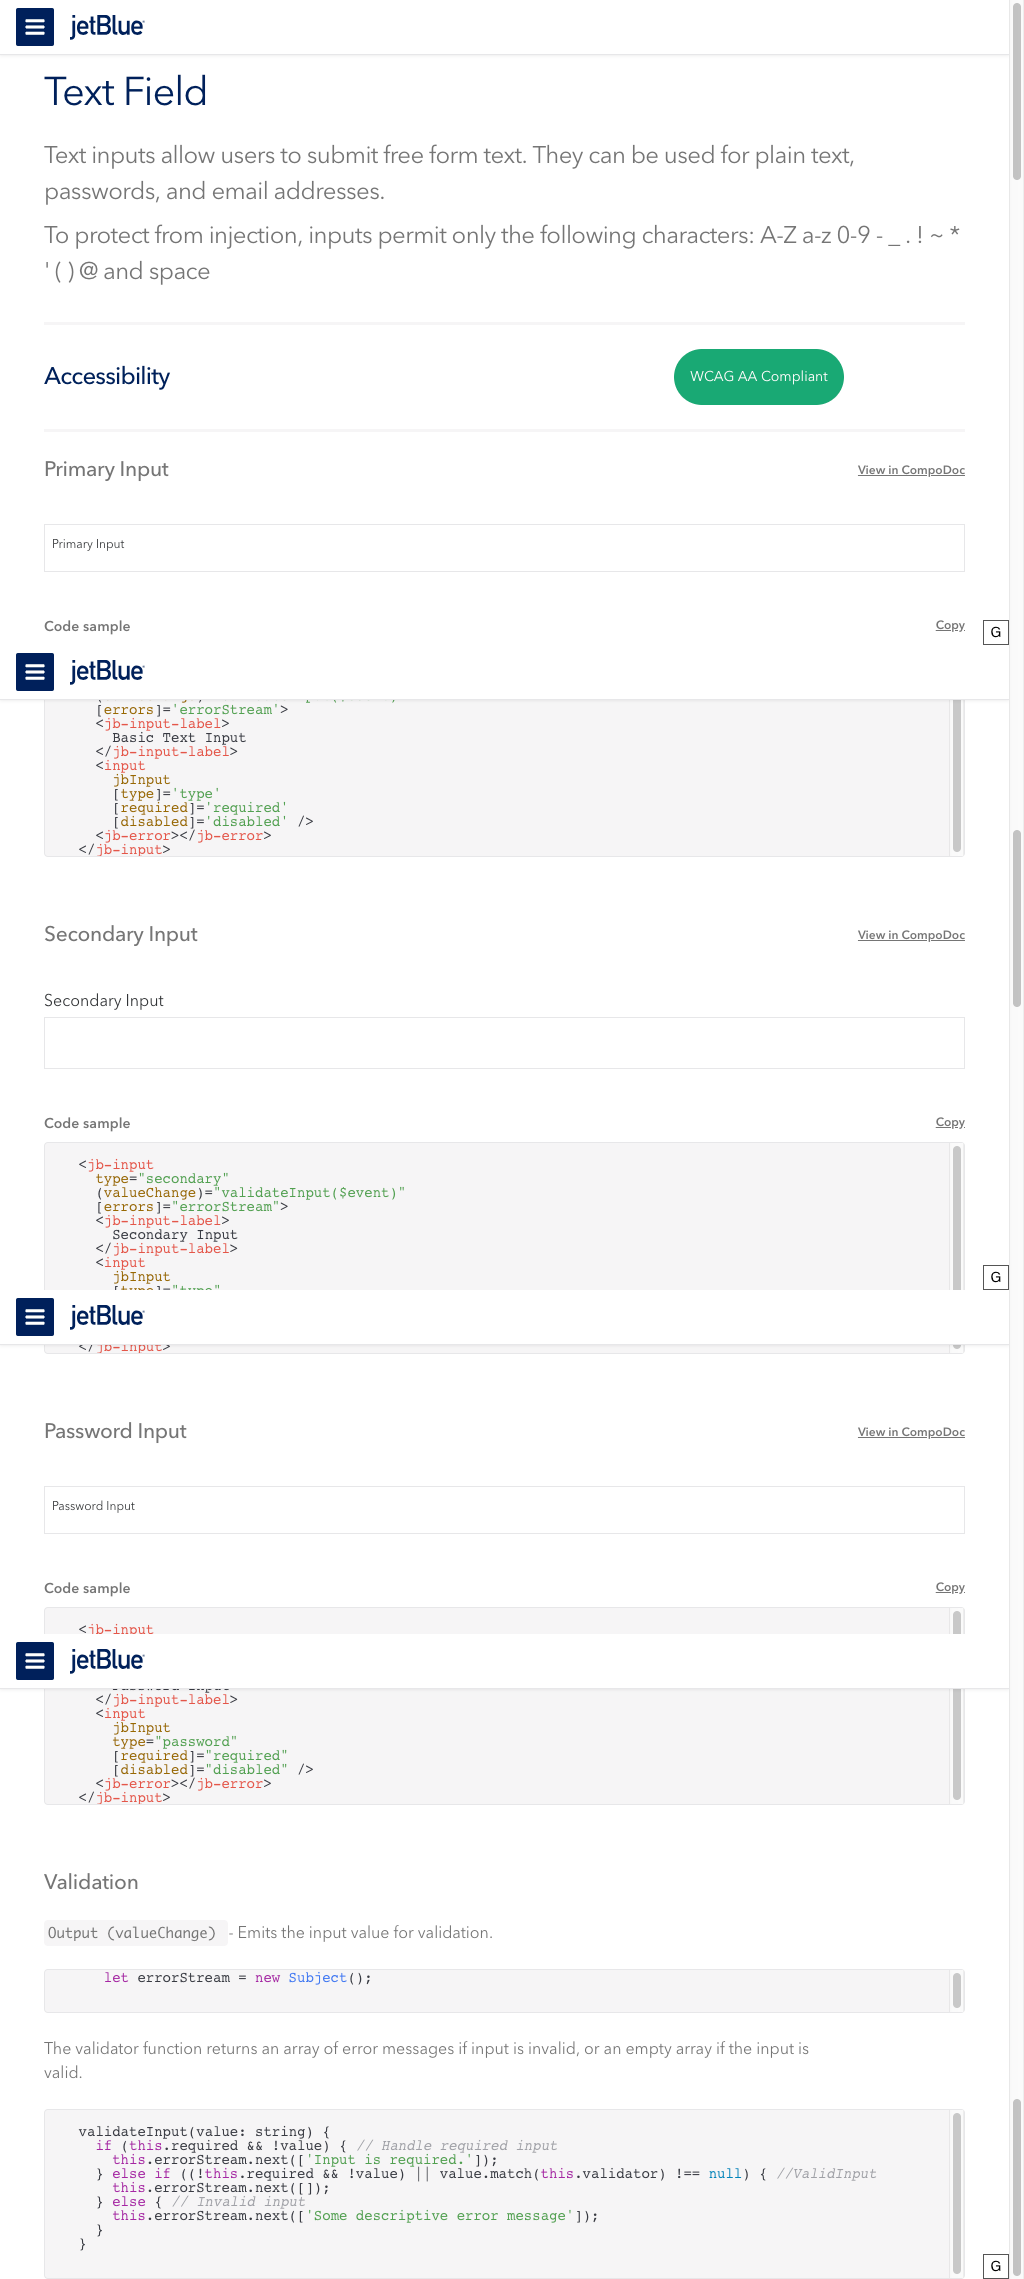 jetBlue
Text Field
Text inputs allow users to submit free form text. They can be used for plain text,
passwords, and email addresses.
To protect from injection, inputs permit only the following characters: A-Z a-z 0-9 - _ . ! ~ *
' ( ) @ and space
Accessibility
WCAG AA Compliant
Primary Input
View in CompoDoc
Primary Input
Code sample
Copy
G
jetBlue
[errors]='errorStream'>
<jb-input-label>
Basic Text Input
</jb-input-label>
<input
jbInput
[type]='type'
[required]='required'
[disabled]='disabled' />
<jb-error></jb-error>
</jb-input>
Secondary Input
View in CompoDoc
Secondary Input
Code sample
Copy
<jb-input
type="secondary"
(valueChange)="validateInput($event)"
[errors]="errorStream">
<jb-input-label>
Secondary Input
</jb-input-label>
<input
jbInput
[type]="type"
G
jetBlue
</jb-input>
Password Input
View in CompoDoc
Password Input
Code sample
Copy
<jb-input
jetBlue
Password Input
</jb-input-label>
<input
jbInput
type="password"
[required]="required"
[disabled]="disabled" />
<jb-error></jb-error>
</jb-input>
Validation
Output (valueChange) - Emits the input value for validation.
let errorStream = new Subject();
The validator function returns an array of error messages if input is invalid, or an empty array if the input is
valid.
validateInput(value: string) {
if (this.required && !value) { // Handle required input
this.errorStream.next(['Input is required.']);
} else if ((!this.required && !value) || value.match(this.validator) !== null) { //ValidInput
this.errorStream.next([]);
} else { // Invalid input
this.errorStream.next(['Some descriptive error message']);
}
}
G